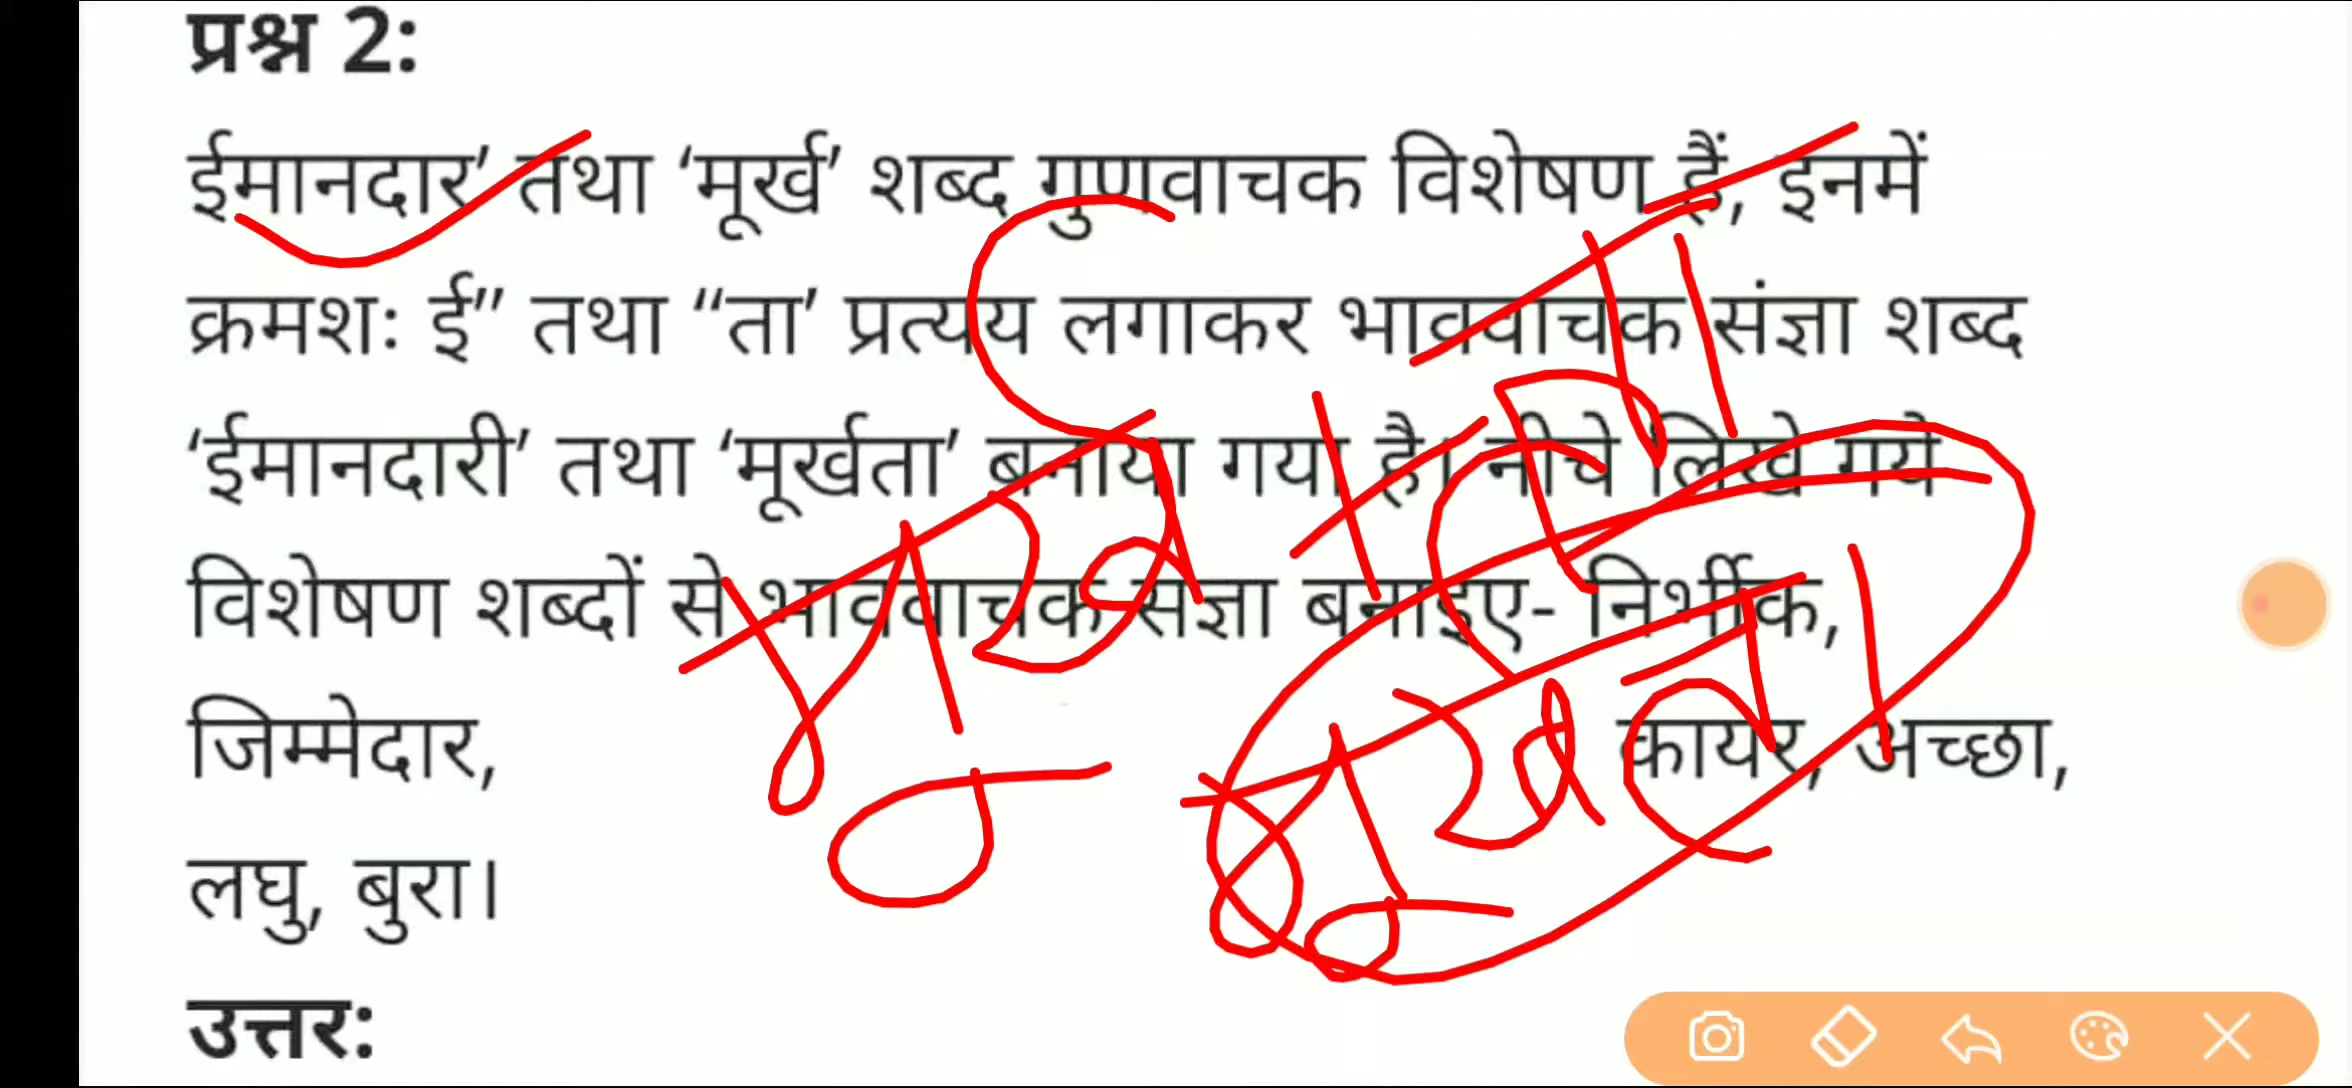 प्रश्न 2:
ईमानदार’ तथा ‘मूर्ख’ शब्द गुणवाचक विशेषण हैं, इनमें
क्रमशः ई” तथा “ता’ प्रत्यय लगाकर भाववाचक संज्ञा शब्द
‘ईमानदारी’ तथा ‘मूर्खता’ बनाया गया है। नीचे लिखे गये
विशेषण शब्दों से भाववाचक संज्ञा बनाइए- निर्भीक,
जिम्मेदार, कायर, अच्छा,
लघु, बुरा।
उत्तर:
मूर्ख + ता
मूर्खता